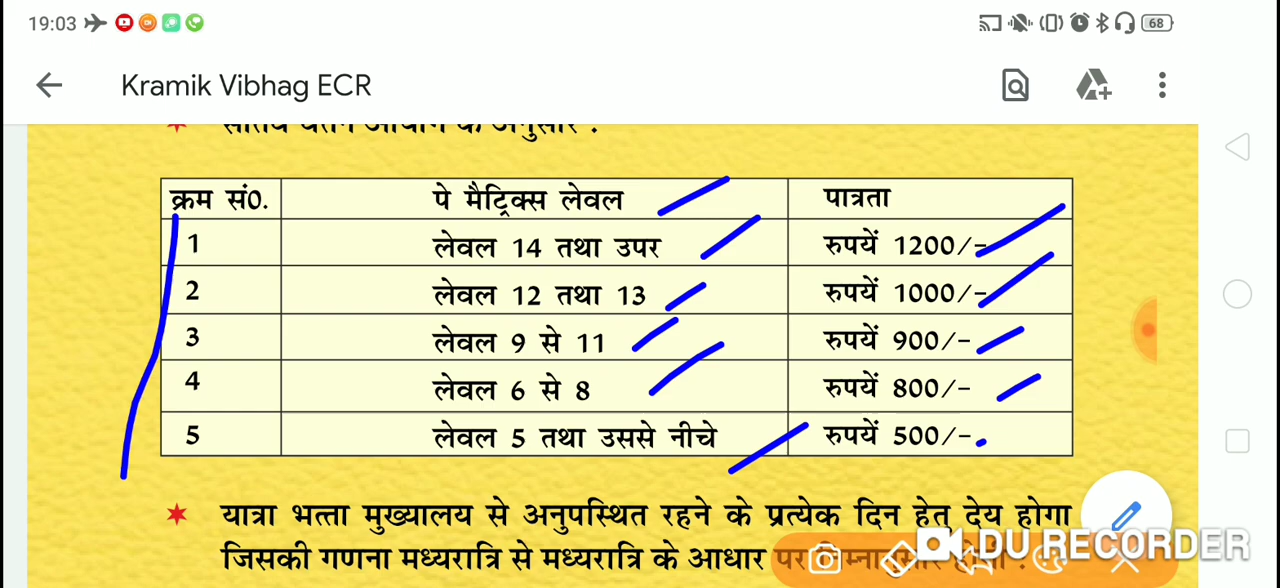 19:03
68
Kramik Vibhag ECR
के अनुसार :
क्रम सं0. पे मैट्रिक्स लेवल पात्रता
1 लेवल 14 तथा उपर रुपयें 1200/-
2 लेवल 12 तथा 13 रुपयें 1000/-
3 लेवल 9 से 11 रुपयें 900/-
4 लेवल 6 से 8 रुपयें 800/-
5 लेवल 5 तथा उससे नीचे रुपयें 500/-
यात्रा भत्ता मुख्यालय से अनुपस्थित रहने के प्रत्येक दिन हेतु देय होगा
जिसकी गणना मध्यरात्रि से मध्यरात्रि के आधार पर
DU RECORDER